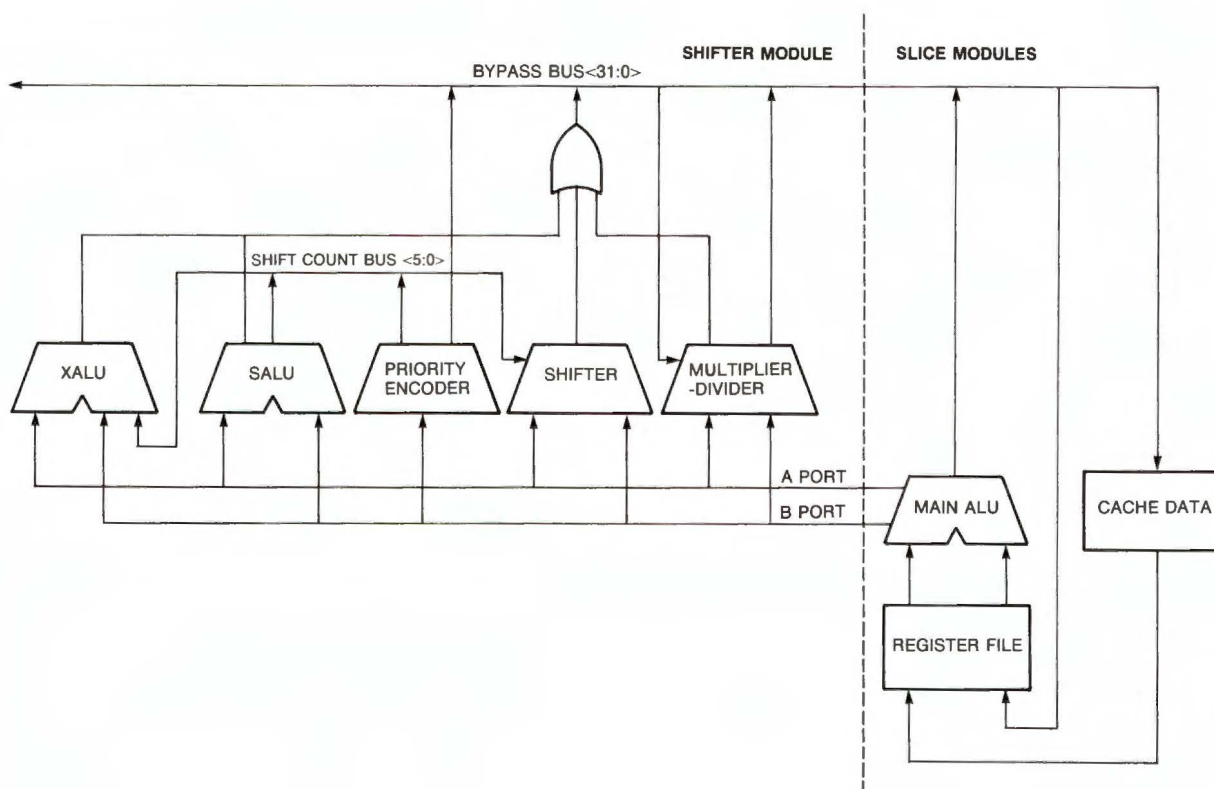 SHIFTER MODULE
SLICE MODULES
BYPASS BUS<31:0>
SHIFT COUNT BUS <5:0>
XALU
SALU
PRIORITY
ENCODER
SHIFTER
MULTIPLIER
-DIVIDER
A PORT
B PORT
MAIN ALU
CACHE DATA
REGISTER FILE